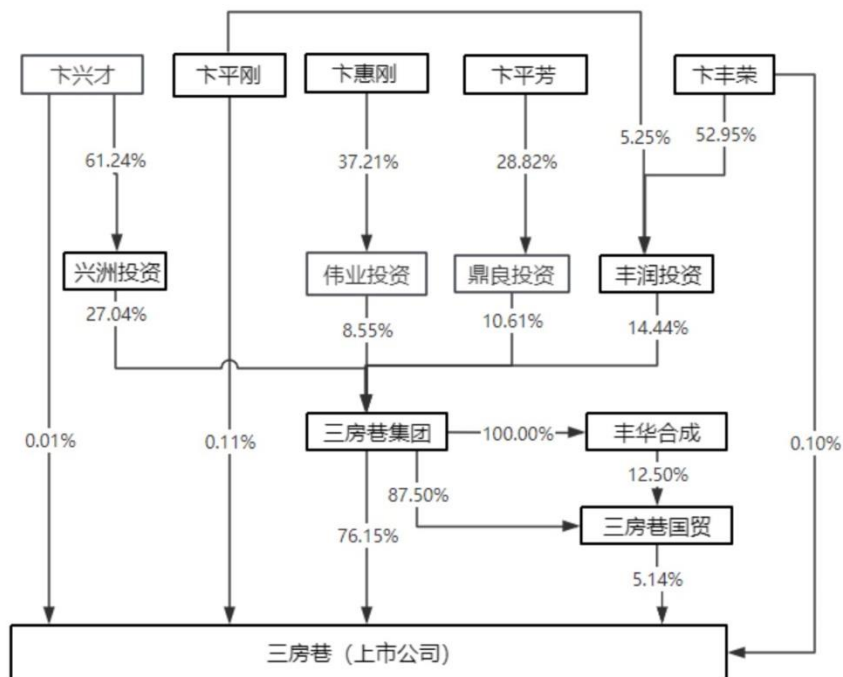 卞兴才
卞平刚
卞惠刚
卞平芳
卞丰荣
5.25%
52.95%
61.24%
37.21%
28.82%
兴洲投资
伟业投资
鼎良投资
丰润投资
27.04%
8.55%
10.61%
14.44%
三房巷集团
100.00%
丰华合成
0.01%
0.11%
0.10%
12.50%
87.50%
三房巷国贸
76.15%
5.14%
三房巷（上市公司）